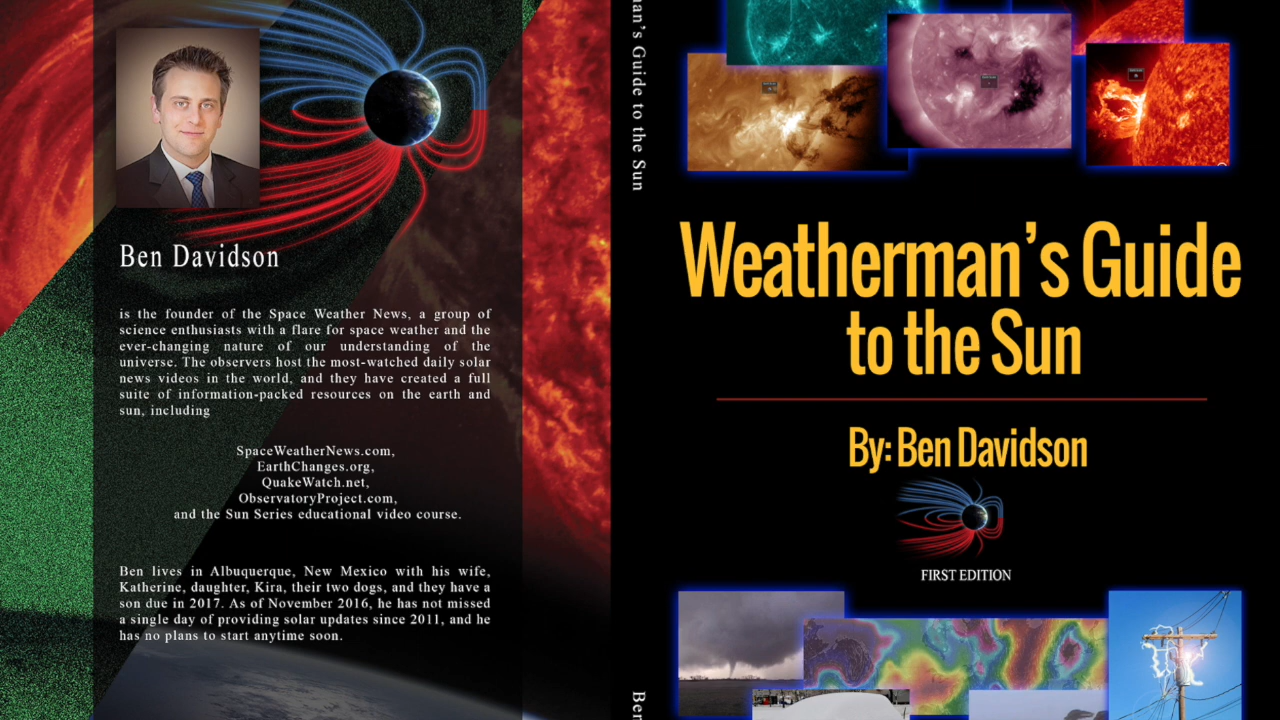 Ben Davidson
is the founder of the Space Weather News, a group of
science enthusiasts with a flare for space weather and the
ever-changing nature of our understanding of the
universe. The observers host the most-watched daily solar
news videos in the world, and they have created a full
suite of information-packed resources on the earth and
sun, including
SpaceWeatherNews.com,
EarthChanges.org,
QuakeWatch.net,
ObservatoryProject.com,
and the Sun Series educational video course.
Ben lives in Albuquerque, New Mexico with his wife,
Katherine, daughter, Kira, their two dogs, and they have a
son due in 2017. As of November 2016, he has not missed
a single day of providing solar updates since 2011, and he
has no plans to start anytime soon.
an's Guide to the Sun
Ben
Weatherman's Guide
to the Sun
By: Ben Davidson
FIRST EDITION